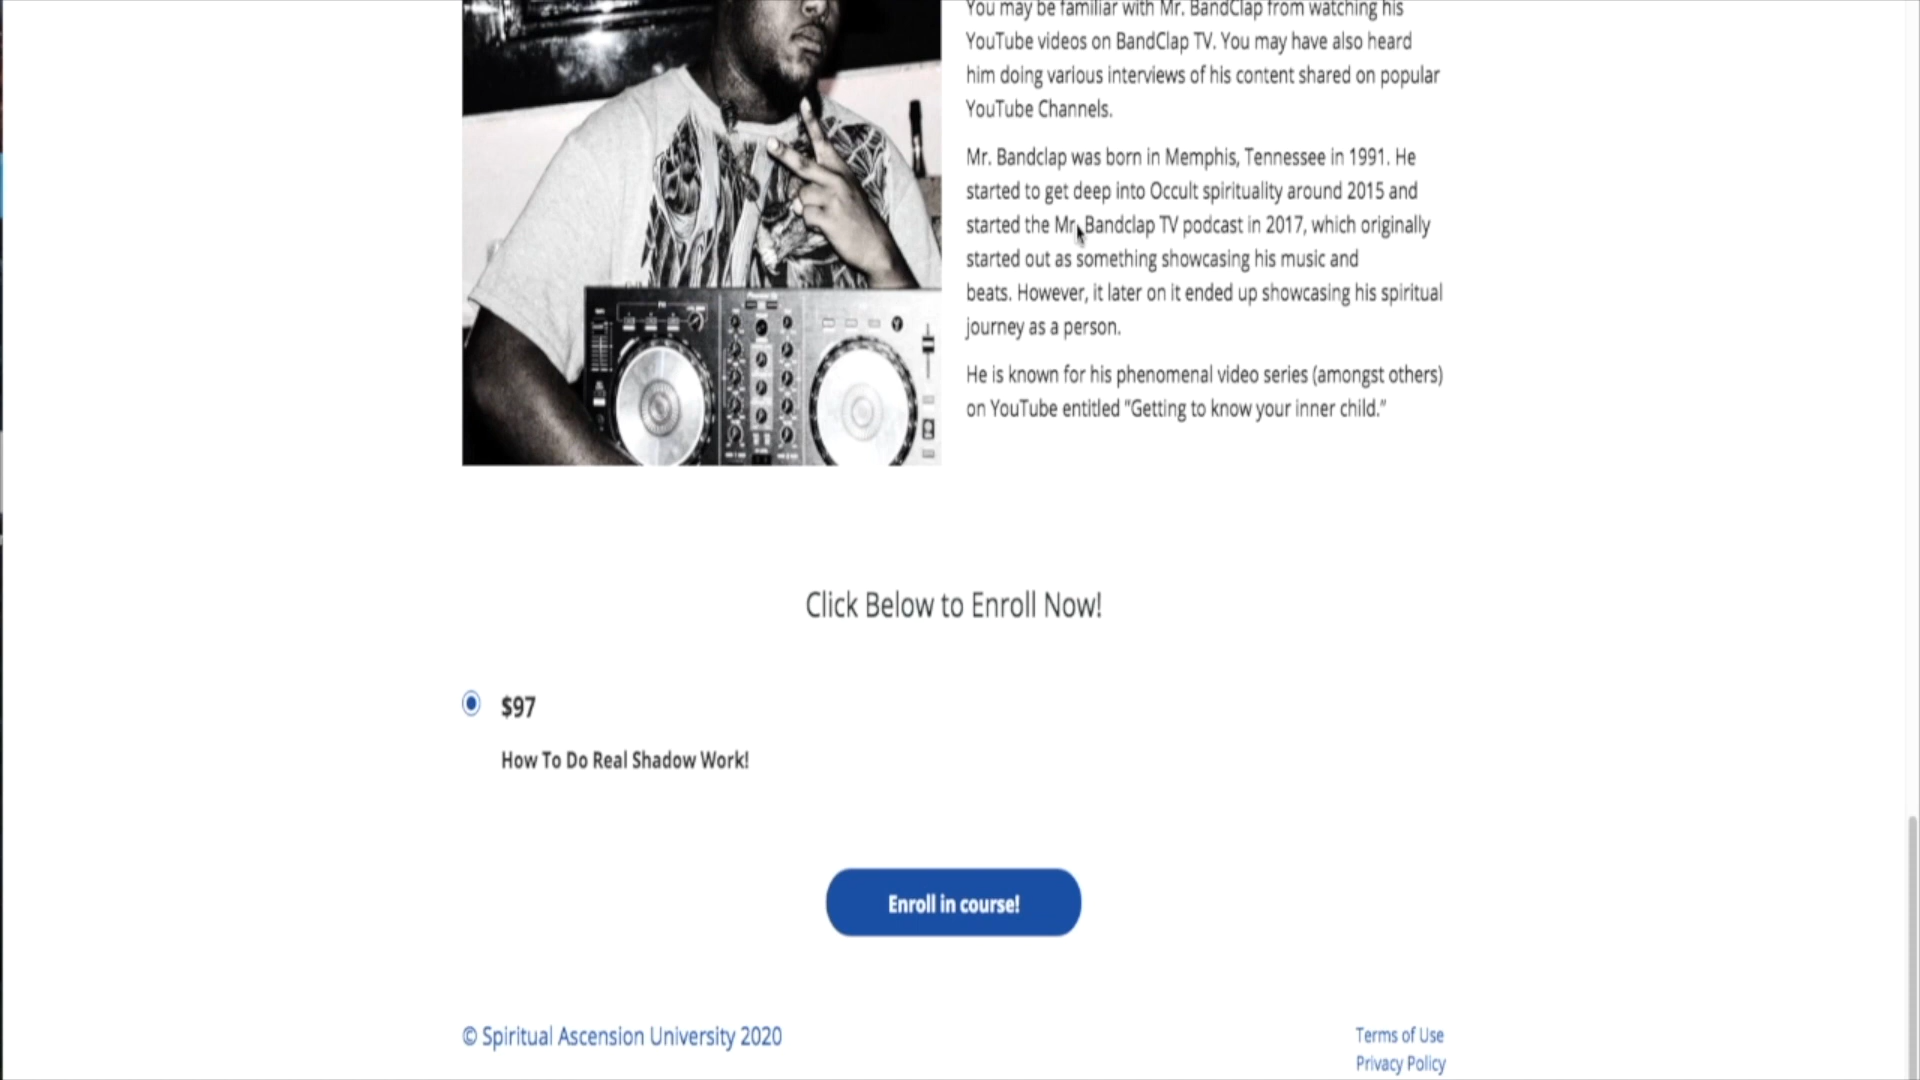 You may be familiar with Mr. BandClap from watching his
YouTube videos on BandClap TV. You may have also heard
him doing various interviews of his content shared on popular
YouTube Channels.
Mr. Bandclap was born in Memphis, Tennessee in 1991. He
started to get deep into Occult spirituality around 2015 and
started the Mr. Bandclap TV podcast in 2017, which originally
started out as something showcasing his music and
beats. However, it later on it ended up showcasing his spiritual
journey as a person.
He is known for his phenomenal video series (amongst others)
on YouTube entitled "Getting to know your inner child."
Click Below to Enroll Now!
$97
How To Do Real Shadow Work!
Enroll in course!
© Spiritual Ascension University 2020
Terms of Use
Privacy Policy